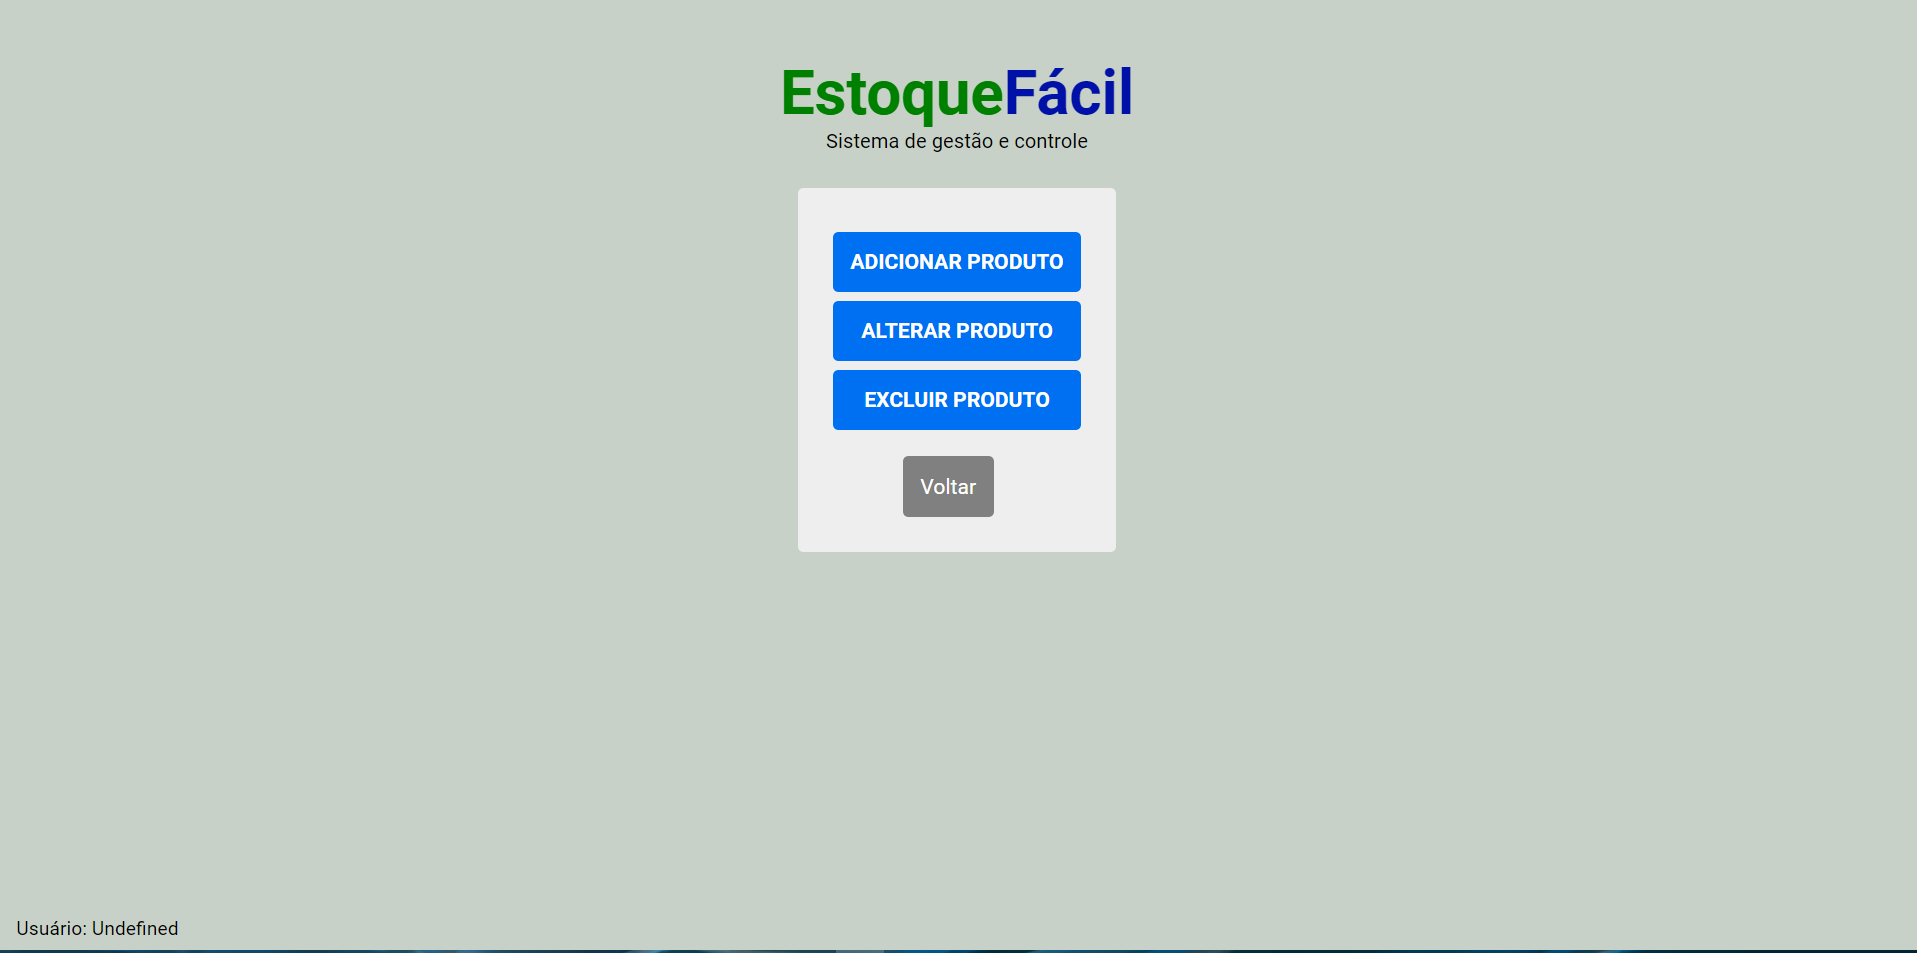 EstoqueFácil
Sistema de gestão e controle
ADICIONAR PRODUTO
ALTERAR PRODUTO
EXCLUIR PRODUTO
Voltar
Usuário: Undefined